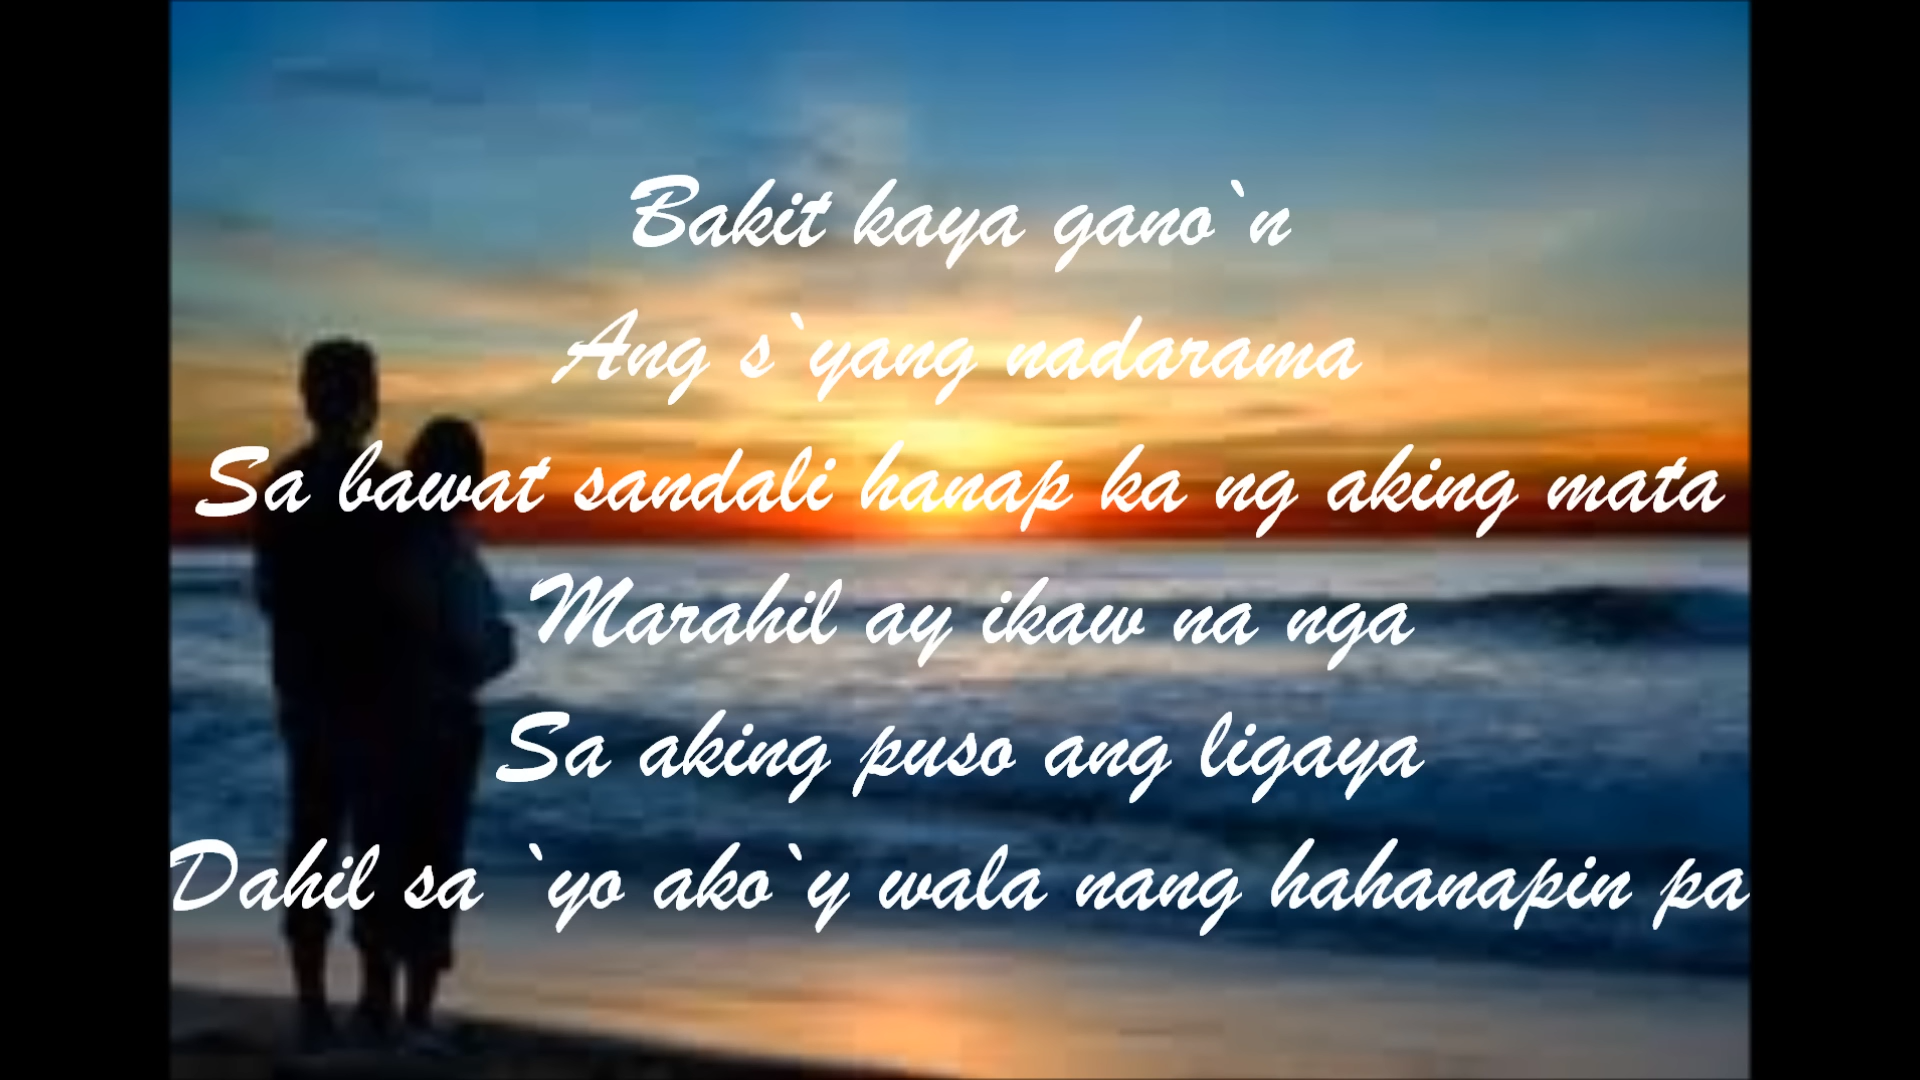 Bakit kaya gano`n
Ang s`yang nadarama
Sa bawat sandali hanap ka ng aking mata
Marahil ay ikaw na nga
Sa aking puso ang ligaya
Dahil sa `yo ako`y wala nang hahanapin pa